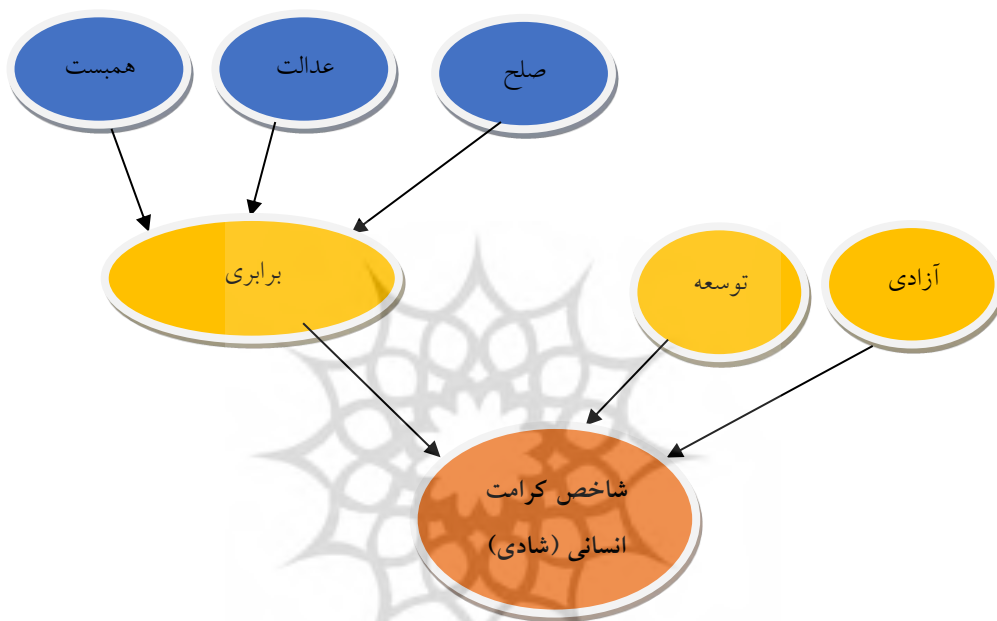 صلح
عدالت
همبست
آزادی
توسعه
برابری
شاخص کرامت
انسانی (شادی)